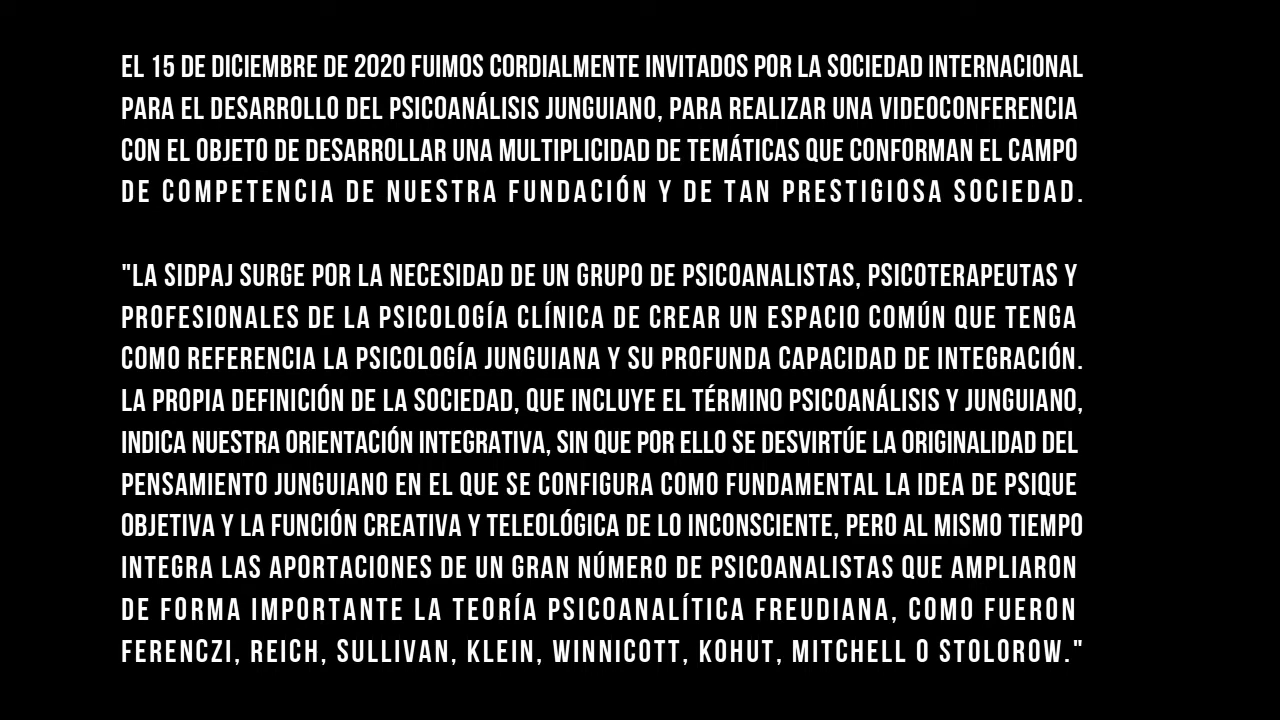 EL 15 DE DICIEMBRE DE 2020 FUIMOS CORDIALMENTE INVITADOS POR LA SOCIEDAD INTERNACIONAL
PARA EL DESARROLLO DEL PSICOANÁLISIS JUNGUIANO, PARA REALIZAR UNA VIDEOCONFERENCIA
CON EL OBJETO DE DESARROLLAR UNA MULTIPLICIDAD DE TEMÁTICAS QUE CONFORMAN EL CAMPO
DE COMPETENCIA DE NUESTRA FUNDACIÓN Y DE TAN PRESTIGIOSA SOCIEDAD.
"LA SIDPAJ SURGE POR LA NECESIDAD DE UN GRUPO DE PSICOANALISTAS, PSICOTERAPEUTAS Y
PROFESIONALES DE LA PSICOLOGÍA CLÍNICA DE CREAR UN ESPACIO COMÚN QUE TENGA
COMO REFERENCIA LA PSICOLOGÍA JUNGUIANA Y SU PROFUNDA CAPACIDAD DE INTEGRACIÓN.
LA PROPIA DEFINICIÓN DE LA SOCIEDAD, QUE INCLUYE EL TÉRMINO PSICOANÁLISIS Y JUNGUIANO,
INDICA NUESTRA ORIENTACIÓN INTEGRATIVA, SIN QUE POR ELLO SE DESVIRTÚE LA ORIGINALIDAD DEL
PENSAMIENTO JUNGUIANO EN EL QUE SE CONFIGURA COMO FUNDAMENTAL LA IDEA DE PSIQUE
OBJETIVA Y LA FUNCIÓN CREATIVA Y TELEOLÓGICA DE LO INCONSCIENTE, PERO AL MISMO TIEMPO
INTEGRA LAS APORTACIONES DE UN GRAN NÚMERO DE PSICOANALISTAS QUE AMPLIARON
DE FORMA IMPORTANTE LA TEORÍA PSICOANALÍTICA FREUDIANA, COMO FUERON
FERENCZI, REICH, SULLIVAN, KLEIN, WINNICOTT, KOHUT, MITCHELL O STOLOROW."